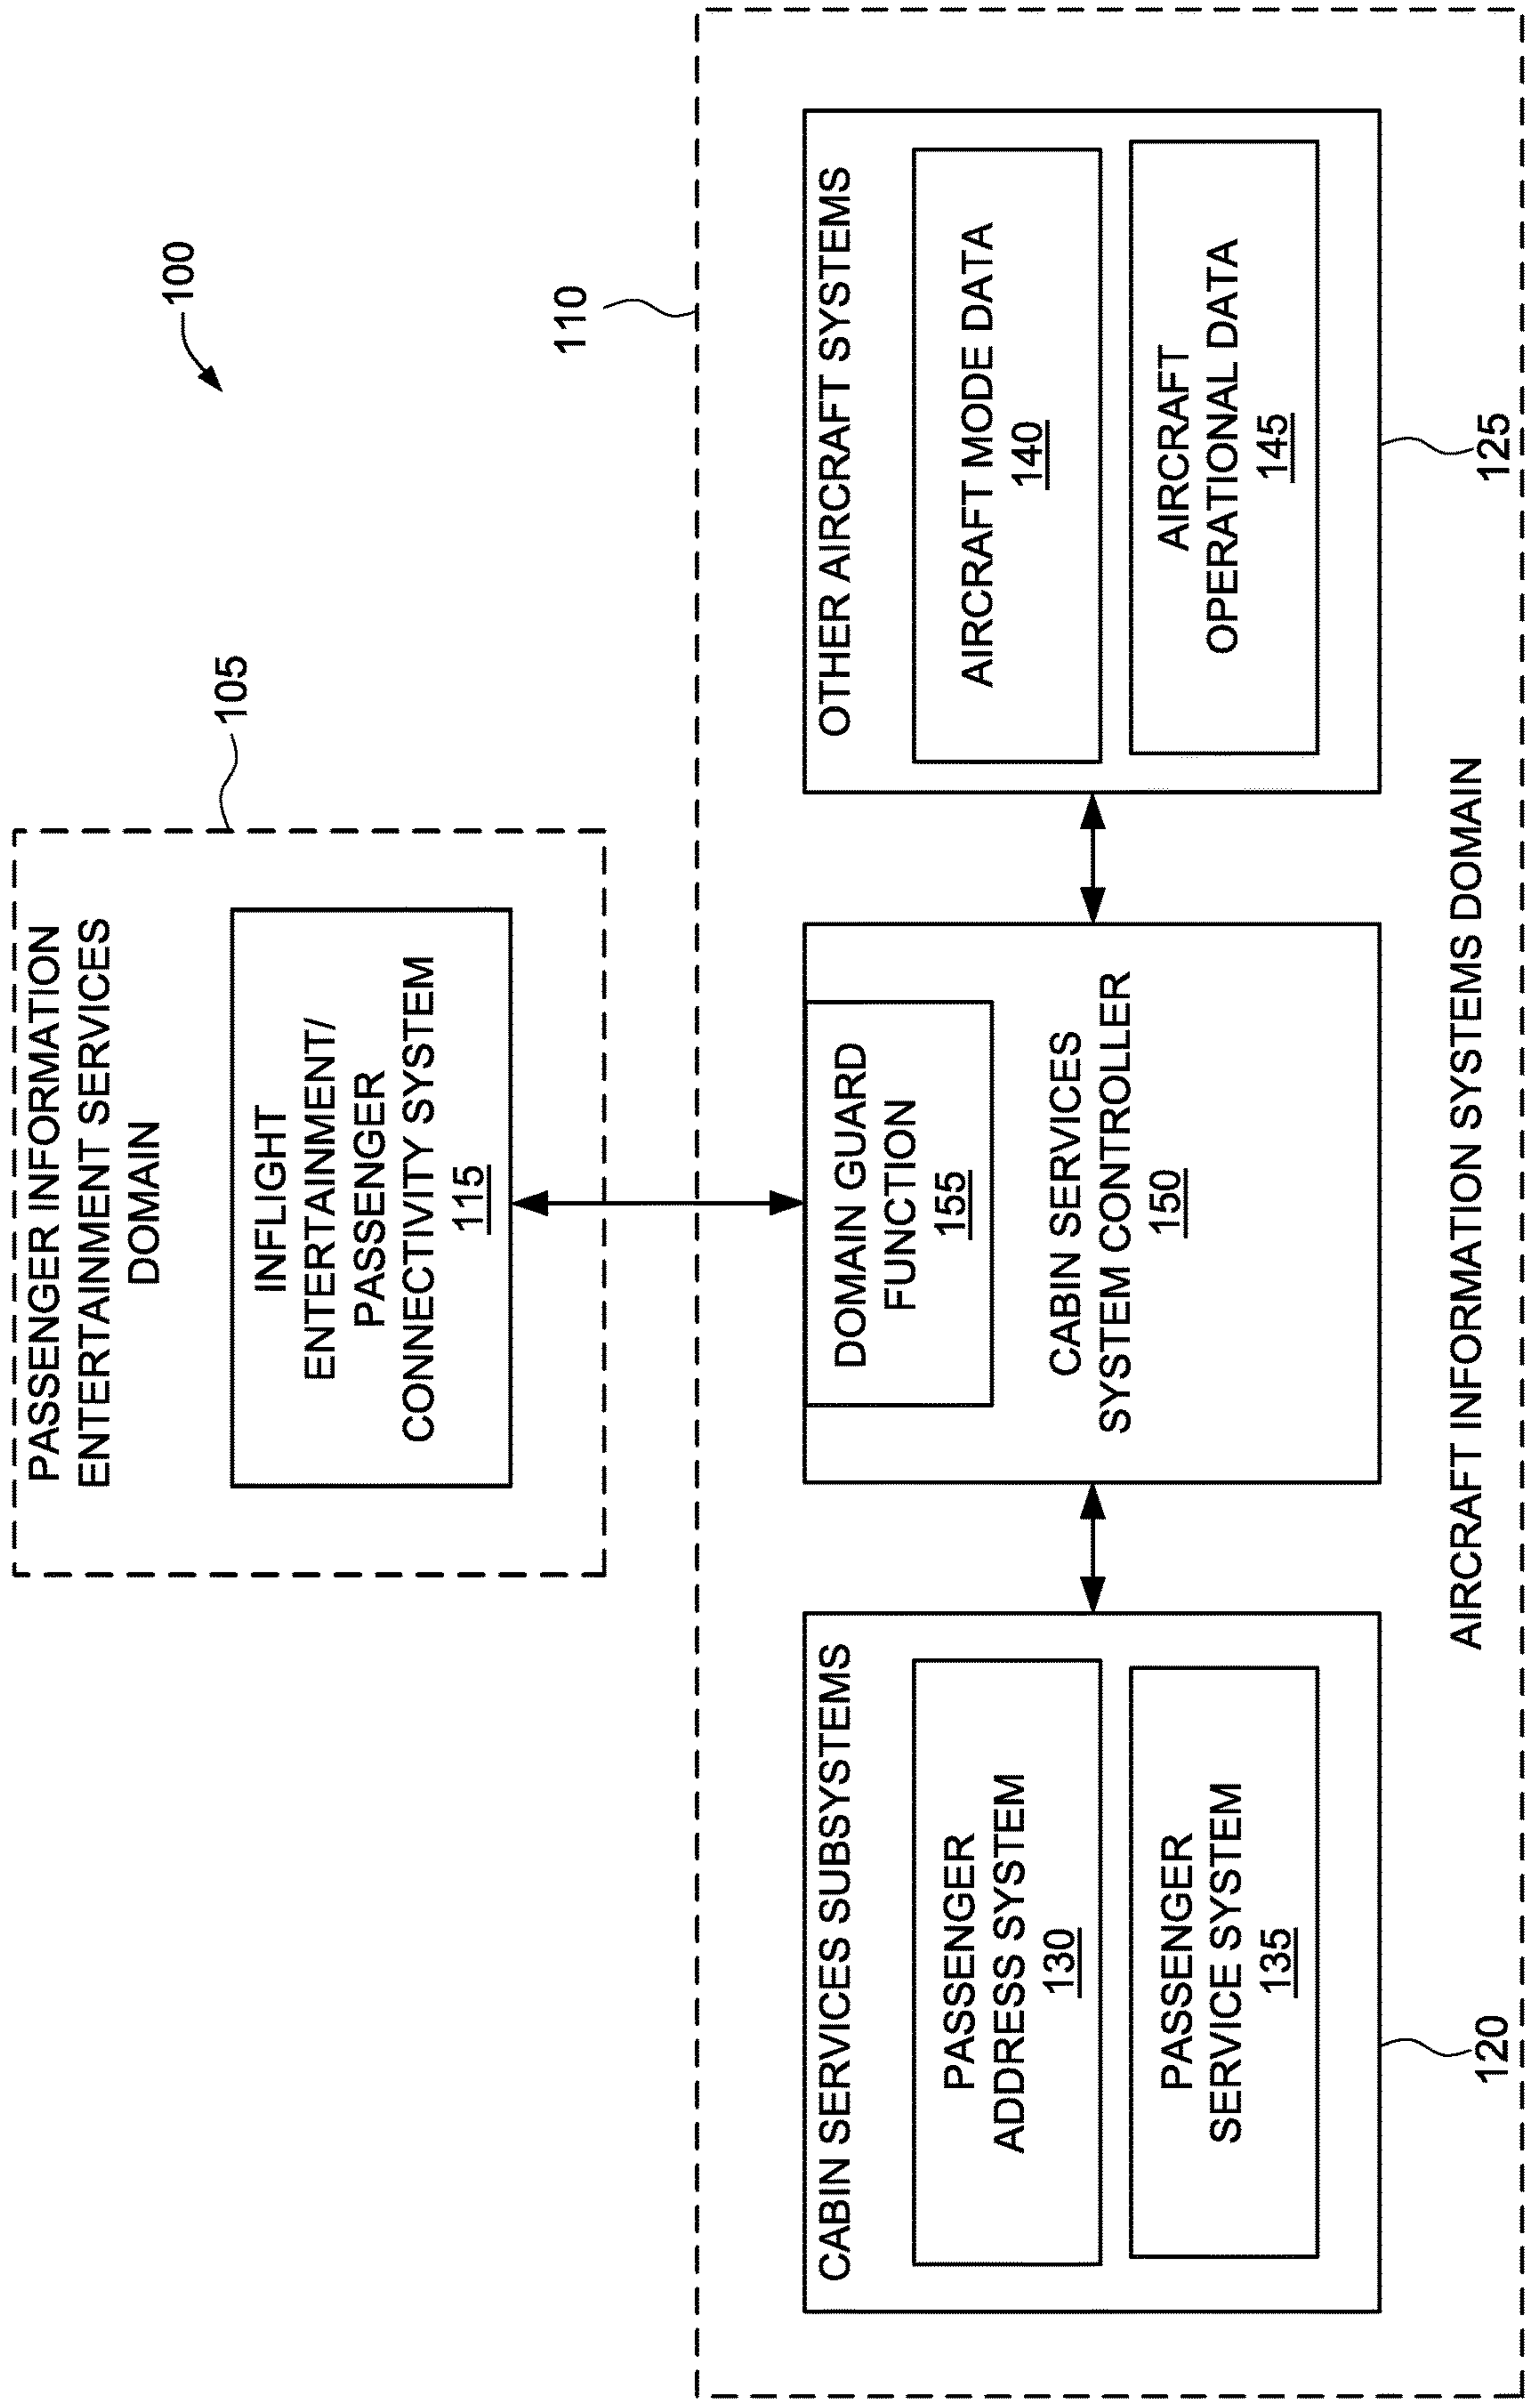 100
PASSENGER INFORMATION
ENTERTAINMENT SERVICES
DOMAIN
105
INFLIGHT
ENTERTAINMENT/
PASSENGER
CONNECTIVITY SYSTEM
115
110
CABIN SERVICES SUBSYSTEMS
PASSENGER
ADDRESS SYSTEM
130
PASSENGER
SERVICE SYSTEM
135
120
DOMAIN GUARD
FUNCTION
155
CABIN SERVICES
SYSTEM CONTROLLER
150
OTHER AIRCRAFT SYSTEMS
AIRCRAFT MODE DATA
140
AIRCRAFT
OPERATIONAL DATA
145
125
AIRCRAFT INFORMATION SYSTEMS DOMAIN